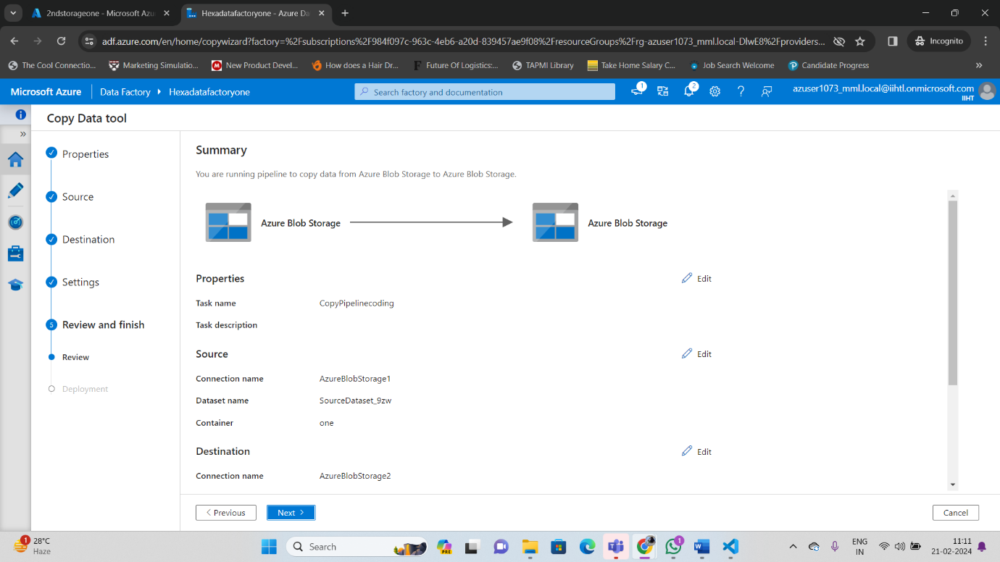 2ndstorageone - Microsoft Azu
Hexadatafactoryone - Azure Da
adf.azure.com/en/home/copywizard?factory=%2Fsubscriptions%2F984f097c-963c-4eb6-a20d-839457ae9f08%2FresourceGroups%2Frg-azuser1073_mml.local-DlwE8%2Fproviders...
Incognito
The Cool Connectio...
Marketing Simulatio...
New Product Devel...
How does a Hair Dr...
Future Of Logistics:...
TAPMI Library
Take Home Salary C...
Job Search Welcome
Candidate Progress
Microsoft Azure
Data Factory
Hexadatafactoryone
Search factory and documentation
1
2
azuser1073_mml.local@iihtl.onmicrosoft.com
IIHT
Copy Data tool
Properties
Source
Destination
Settings
5 Review and finish
Review
Deployment
Summary
You are running pipeline to copy data from Azure Blob Storage to Azure Blob Storage.
Azure Blob Storage
Azure Blob Storage
Properties
Edit
Task name CopyPipelinecoding
Task description
Source
Edit
Connection name AzureBlobStorage1
Dataset name SourceDataset_9zw
Container one
Destination
Edit
Connection name AzureBlobStorage2
Previous
Next
Cancel
1
28°C
Haze
Search
PRE
1
ENG
IN
11:11
21-02-2024